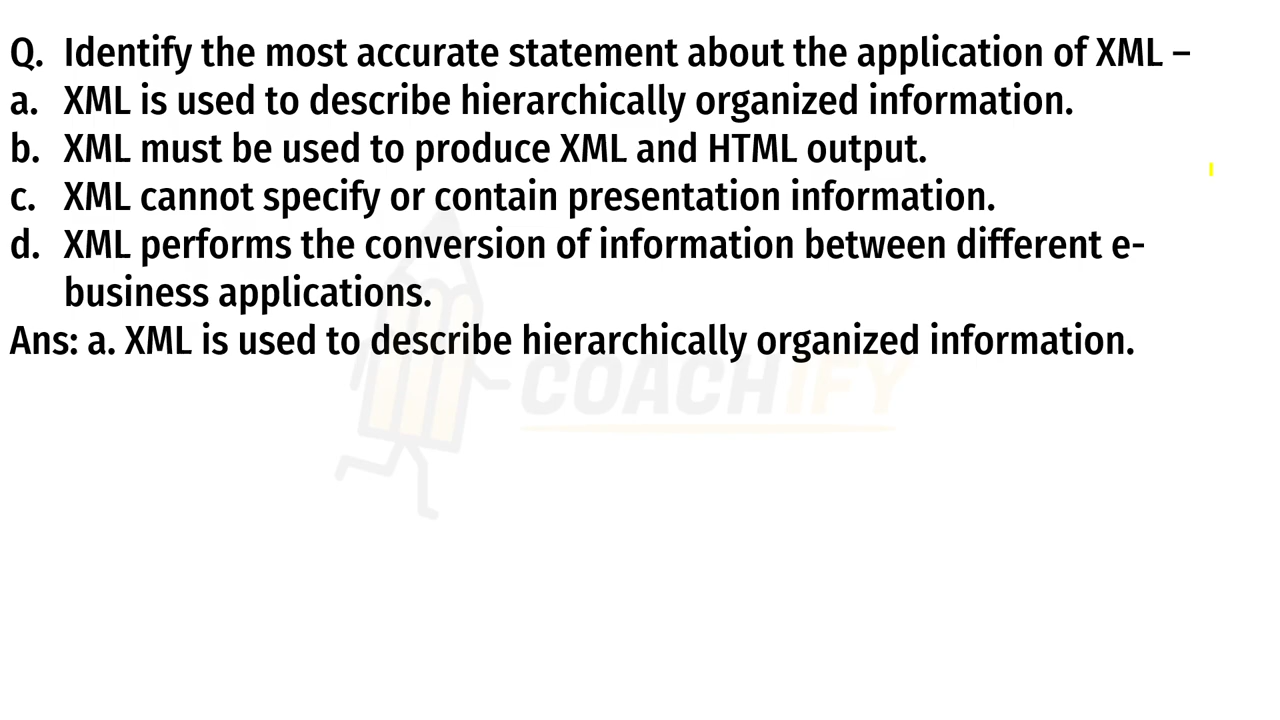 Q. Identify the most accurate statement about the application of XML –
a. XML is used to describe hierarchically organized information.
b. XML must be used to produce XML and HTML output.
c. XML cannot specify or contain presentation information.
d. XML performs the conversion of information between different e-
business applications.
Ans: a. XML is used to describe hierarchically organized information.
COACHIFY